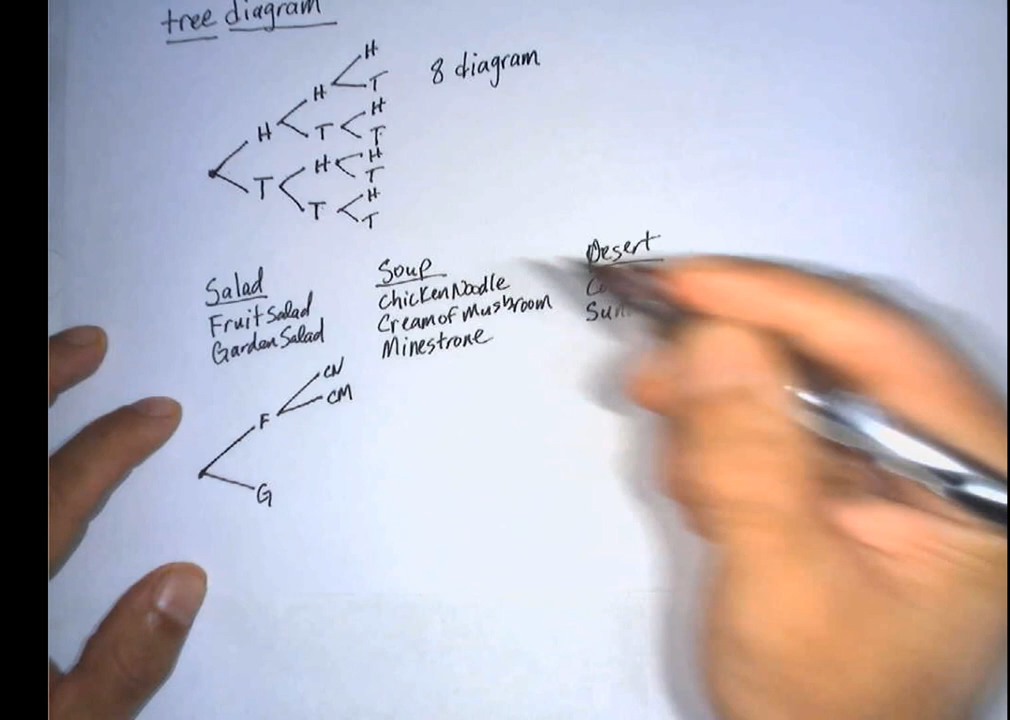 tree diagram
8 diagram
H
T
H
H
T
H
T
H
T
H
T
H
T
H
T
H
T
Salad
Fruit Salad
Garden Salad
Soup
Chicken Noodle
Cream of Mushroom
Minestrone
Desert
F
G
CN
CM